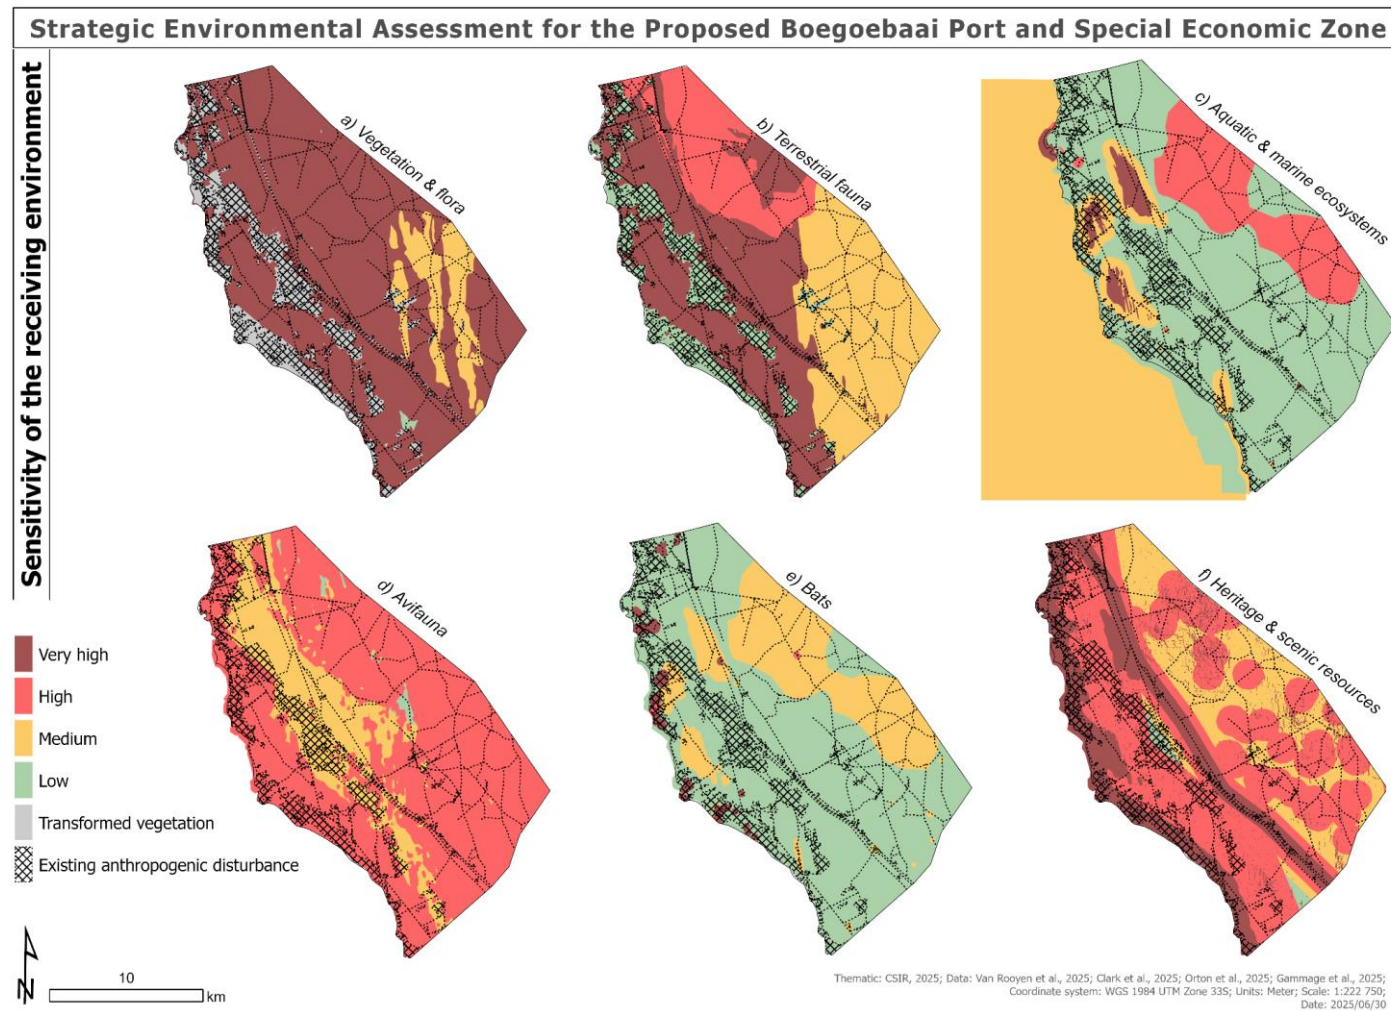 Strategic Environmental Assessment for the Proposed Boegoebaai Port and Special Economic Zone
Sensitivity of the receiving environment
a) Vegetation & flora
b) Terrestrial fauna
c) Aquatic & marine ecosystems
d) Avifauna
e) Bats
f) Heritage & scenic resources
Very high
High
Medium
Low
Transformed vegetation
Existing anthropogenic disturbance
N
10
km
Thematic: CSIR, 2025; Data: Van Rooyen et al., 2025; Clark et al., 2025; Orton et al., 2025; Gammage et al., 2025;
Coordinate system: WGS 1984 UTM Zone 33S; Units: Meter; Scale: 1:222 750;
Date: 2025/06/30